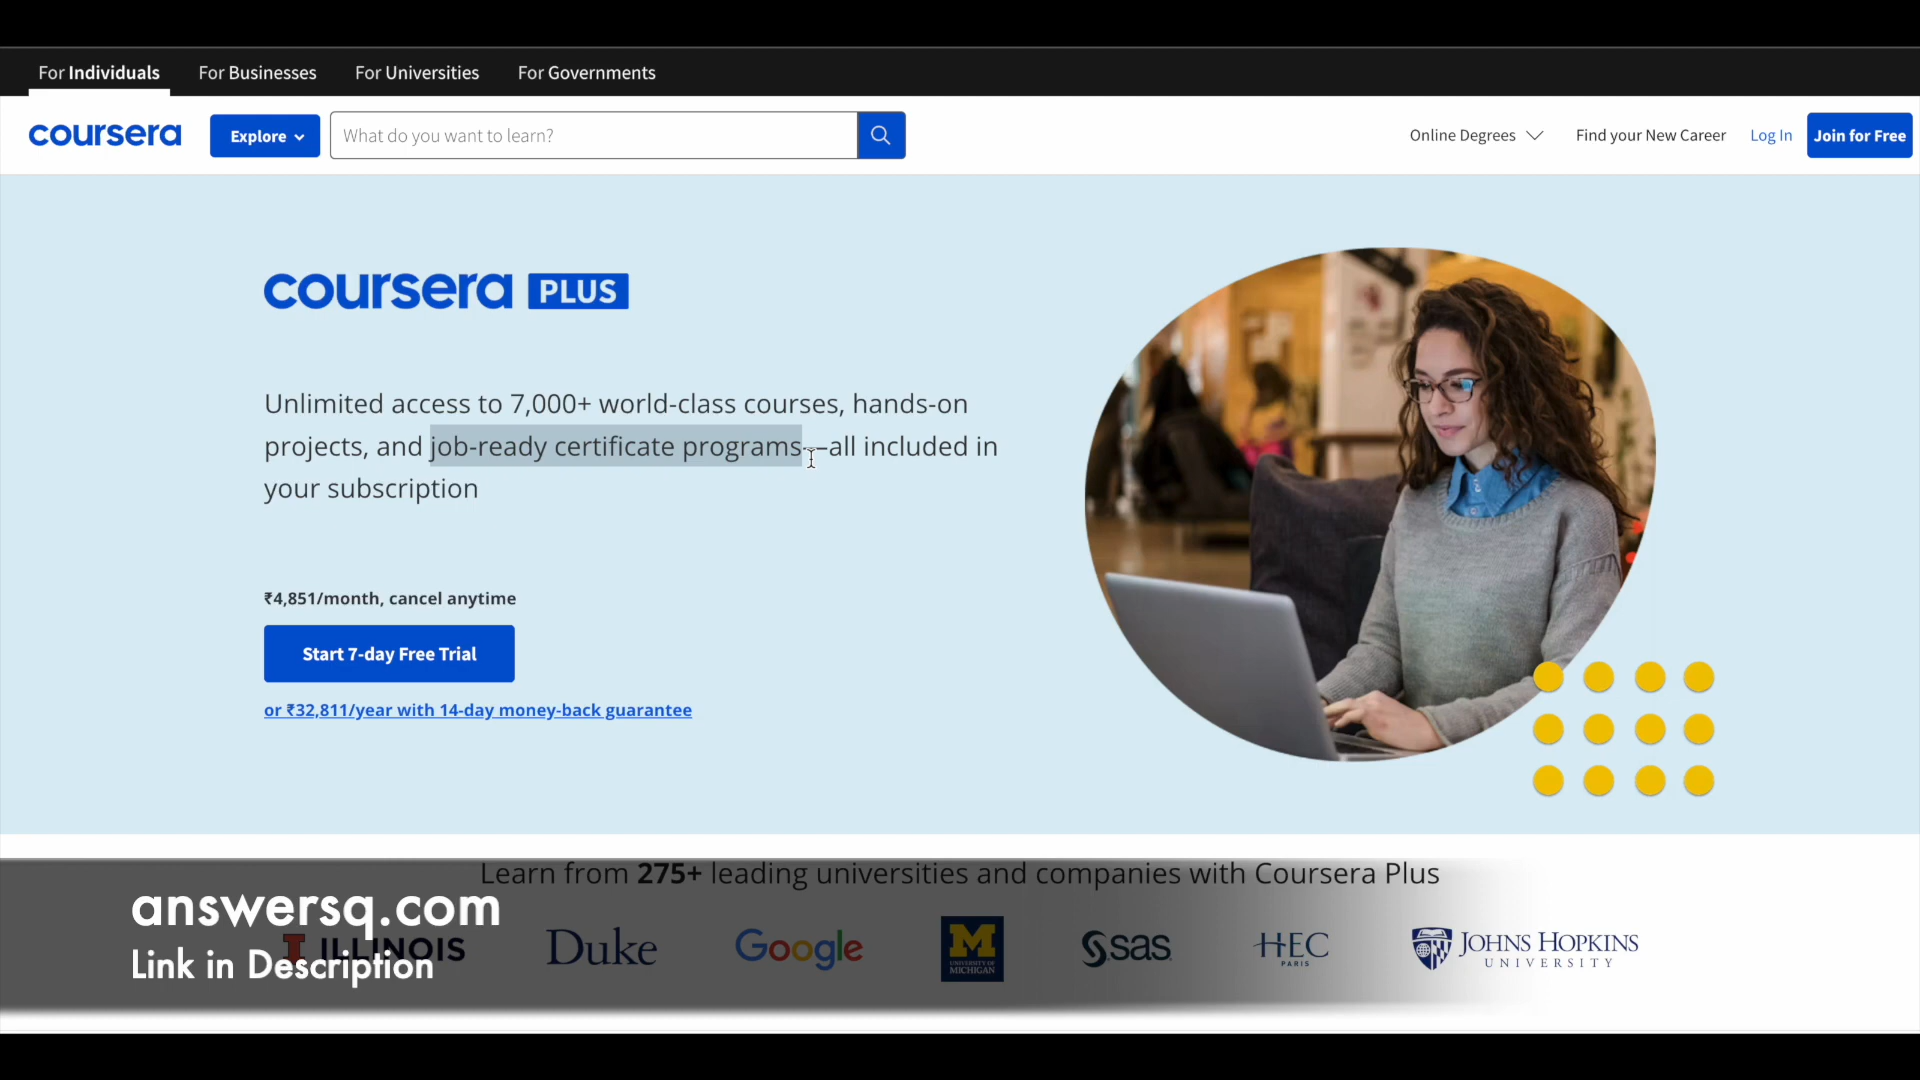 For Individuals For Businesses For Universities For Governments
coursera Explore What do you want to learn? Online Degrees Find your New Career Log In Join for Free
coursera PLUS
Unlimited access to 7,000+ world-class courses, hands-on
projects, and job-ready certificate programs—all included in
your subscription
₹4,851/month, cancel anytime
Start 7-day Free Trial
or ₹32,811/year with 14-day money-back guarantee
Learn from 275+ leading universities and companies with Coursera Plus
answersq.com
Link in Description
I ILLINOIS Duke Google M UNIVERSITY OF MICHIGAN sas HEC PARIS JOHNS HOPKINS UNIVERSITY